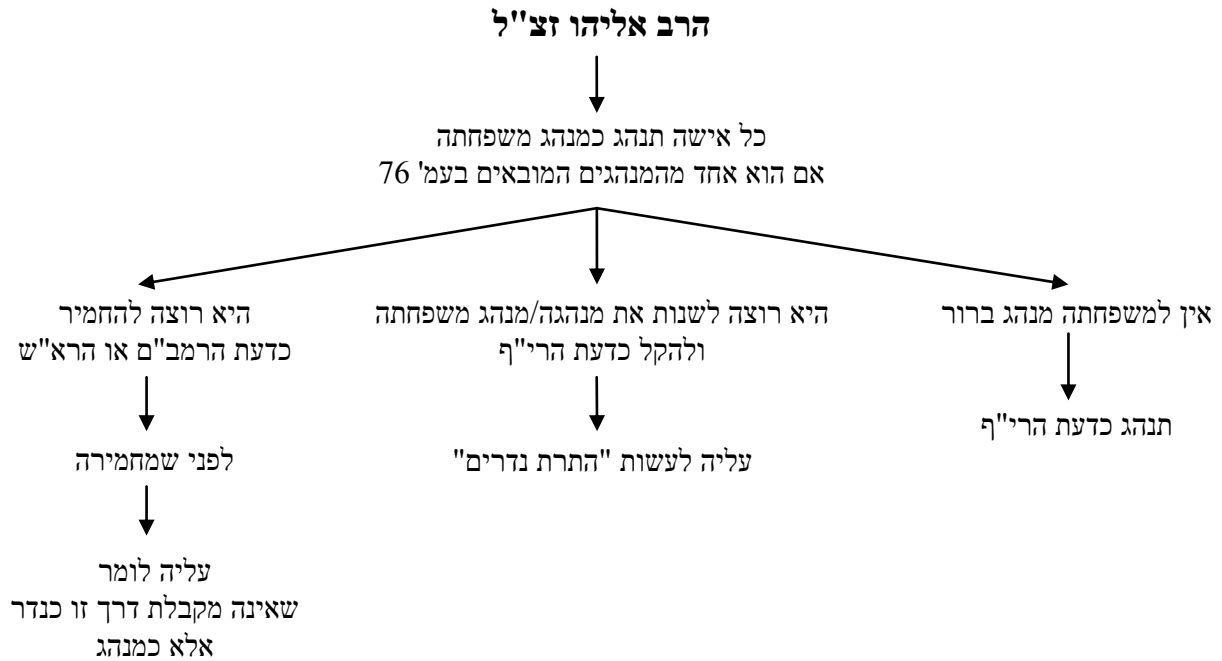 הרב אליהו זצ"ל
כל אישה תנהג כמנהג משפחתה
אם הוא אחד מהמנהגים המובאים בעמ' 76
אין למשפחתה מנהג ברור
תנהג כדעת הרי"ף
היא רוצה לשנות את מנהגה/מנהג משפחתה
ולהקל כדעת הרי"ף
עליה לעשות "התרת נדרים"
היא רוצה להחמיר
כדעת הרמב"ם או הרא"ש
לפני שמחמירה
עליה לומר
שאינה מקבלת דרך זו כנדר
אלא כמנהג